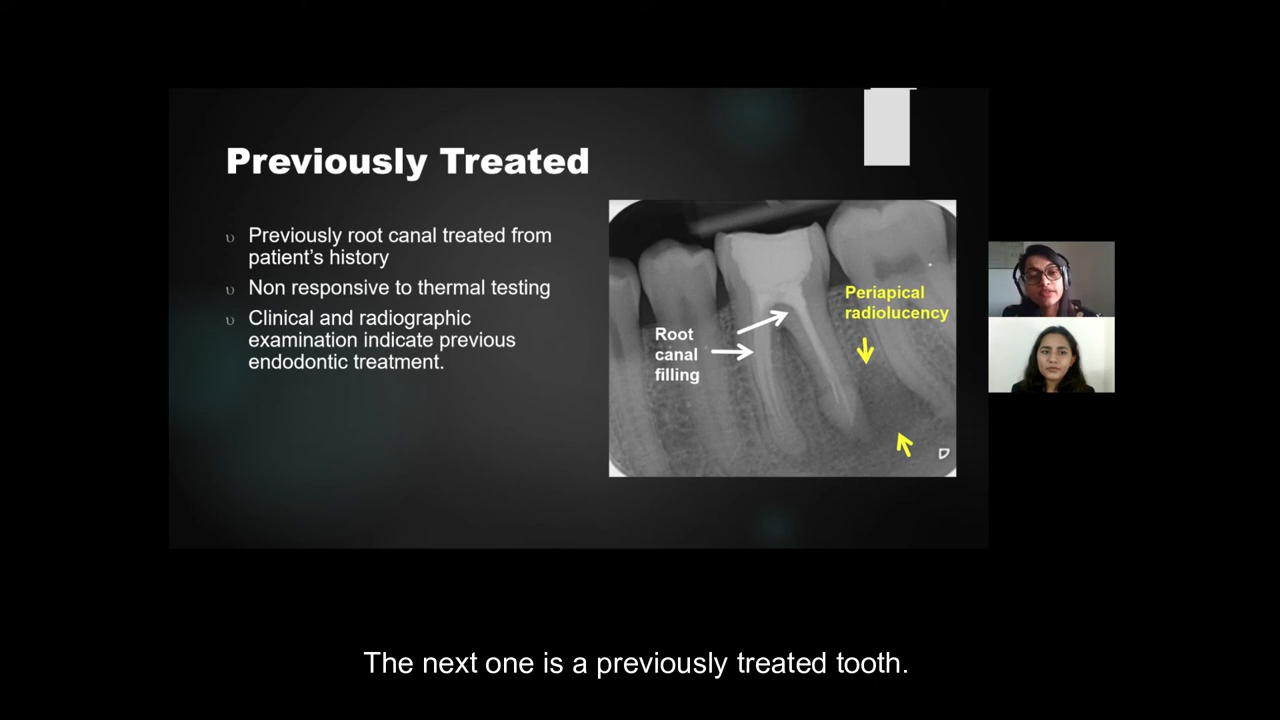 Previously Treated
υ Previously root canal treated from
patient's history
υ Non responsive to thermal testing
υ Clinical and radiographic
examination indicate previous
endodontic treatment.
Periapical
radiolucency
Root
canal
filling
D
The next one is a previously treated tooth.